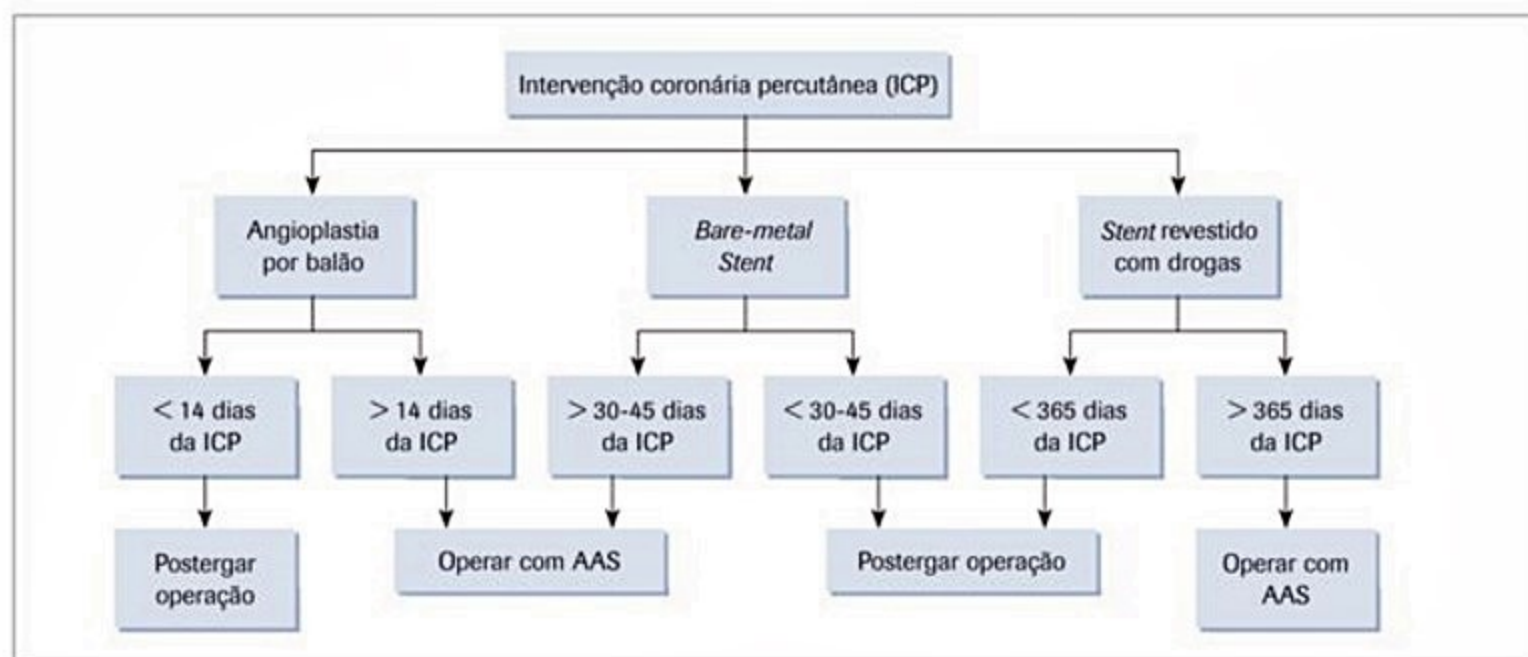 Intervenção coronária percutânea (ICP)
Angioplastia
por balão
Bare-metal
Stent
Stent revestido
com drogas
< 14 dias
da ICP
> 14 dias
da ICP
> 30-45 dias
da ICP
< 30-45 dias
da ICP
< 365 dias
da ICP
> 365 dias
da ICP
Postergar
operação
Operar com AAS
Postergar operação
Operar com
AAS